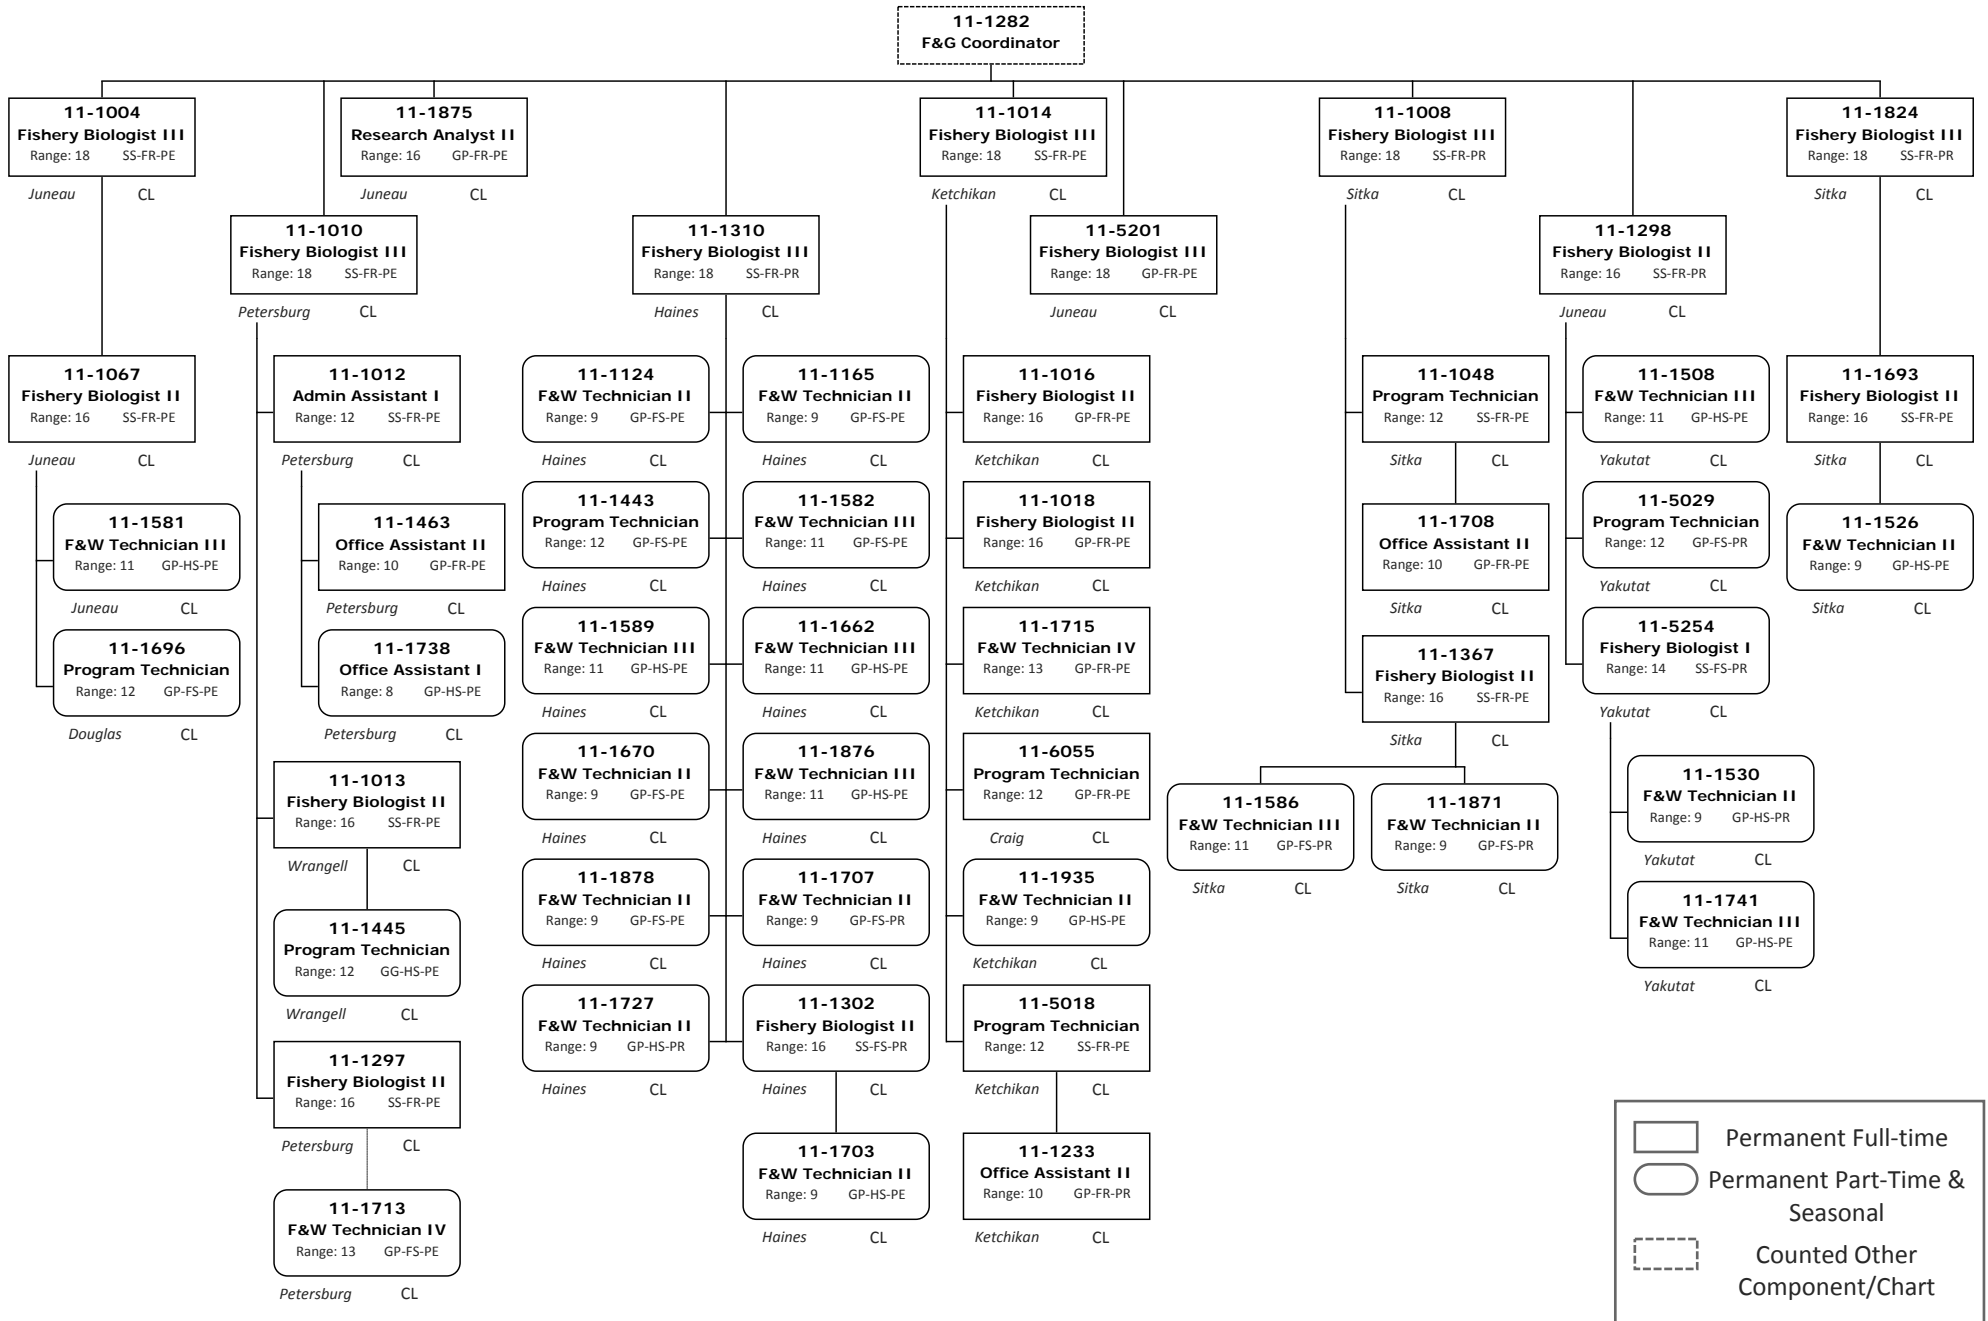 11-1282
F&G Coordinator
11-1004
Fishery Biologist III
Range: 18 SS-FR-PE
Juneau CL
11-1875
Research Analyst II
Range: 16 GP-FR-PE
Juneau CL
11-1014
Fishery Biologist III
Range: 18 SS-FR-PE
Ketchikan CL
11-1008
Fishery Biologist III
Range: 18 SS-FR-PR
Sitka CL
11-1824
Fishery Biologist III
Range: 18 SS-FR-PR
Sitka CL
11-1010
Fishery Biologist III
Range: 18 SS-FR-PE
Petersburg CL
11-1310
Fishery Biologist III
Range: 18 SS-FR-PR
Haines CL
11-5201
Fishery Biologist III
Range: 18 GP-FR-PE
Juneau CL
11-1298
Fishery Biologist II
Range: 16 SS-FR-PR
Juneau CL
11-1067
Fishery Biologist II
Range: 16 SS-FR-PE
Juneau CL
11-1581
F&W Technician III
Range: 11 GP-HS-PE
Juneau CL
11-1696
Program Technician
Range: 12 GP-FS-PE
Douglas CL
11-1012
Admin Assistant I
Range: 12 SS-FR-PE
Petersburg CL
11-1463
Office Assistant II
Range: 10 GP-FR-PE
Petersburg CL
11-1738
Office Assistant I
Range: 8 GP-HS-PE
Petersburg CL
11-1013
Fishery Biologist II
Range: 16 SS-FR-PE
Wrangell CL
11-1445
Program Technician
Range: 12 GG-HS-PE
Wrangell CL
11-1297
Fishery Biologist II
Range: 16 SS-FR-PE
Petersburg CL
11-1713
F&W Technician IV
Range: 13 GP-FS-PE
Petersburg CL
11-1124
F&W Technician II
Range: 9 GP-FS-PE
Haines CL
11-1443
Program Technician
Range: 12 GP-FS-PE
Haines CL
11-1589
F&W Technician III
Range: 11 GP-HS-PE
Haines CL
11-1670
F&W Technician II
Range: 9 GP-FS-PE
Haines CL
11-1878
F&W Technician II
Range: 9 GP-FS-PE
Haines CL
11-1727
F&W Technician II
Range: 9 GP-HS-PR
Haines CL
11-1165
F&W Technician II
Range: 9 GP-FS-PE
Haines CL
11-1582
F&W Technician III
Range: 11 GP-FS-PE
Haines CL
11-1662
F&W Technician III
Range: 11 GP-HS-PE
Haines CL
11-1876
F&W Technician III
Range: 11 GP-HS-PE
Haines CL
11-1707
F&W Technician II
Range: 9 GP-FS-PR
Haines CL
11-1302
Fishery Biologist II
Range: 16 SS-FS-PR
Haines CL
11-1703
F&W Technician II
Range: 9 GP-HS-PE
Haines CL
11-1016
Fishery Biologist II
Range: 16 GP-FR-PE
Ketchikan CL
11-1018
Fishery Biologist II
Range: 16 GP-FR-PE
Ketchikan CL
11-1715
F&W Technician IV
Range: 13 GP-FR-PE
Ketchikan CL
11-6055
Program Technician
Range: 12 GP-FR-PE
Craig CL
11-1935
F&W Technician II
Range: 9 GP-HS-PE
Ketchikan CL
11-5018
Program Technician
Range: 12 SS-FR-PE
Ketchikan CL
11-1233
Office Assistant II
Range: 10 GP-FR-PR
Ketchikan CL
11-1048
Program Technician
Range: 12 SS-FR-PE
Sitka CL
11-1708
Office Assistant II
Range: 10 GP-FR-PE
Sitka CL
11-1367
Fishery Biologist II
Range: 16 SS-FR-PE
Sitka CL
11-1586
F&W Technician III
Range: 11 GP-FS-PR
Sitka CL
11-1871
F&W Technician II
Range: 9 GP-FS-PR
Sitka CL
11-1508
F&W Technician III
Range: 11 GP-HS-PE
Yakutat CL
11-5029
Program Technician
Range: 12 GP-FS-PR
Yakutat CL
11-5254
Fishery Biologist I
Range: 14 SS-FS-PR
Yakutat CL
11-1530
F&W Technician II
Range: 9 GP-HS-PR
Yakutat CL
11-1741
F&W Technician III
Range: 11 GP-HS-PE
Yakutat CL
11-1693
Fishery Biologist II
Range: 16 SS-FR-PE
Sitka CL
11-1526
F&W Technician II
Range: 9 GP-HS-PE
Sitka CL
Permanent Full-time
Permanent Part-Time &
Seasonal
Counted Other
Component/Chart